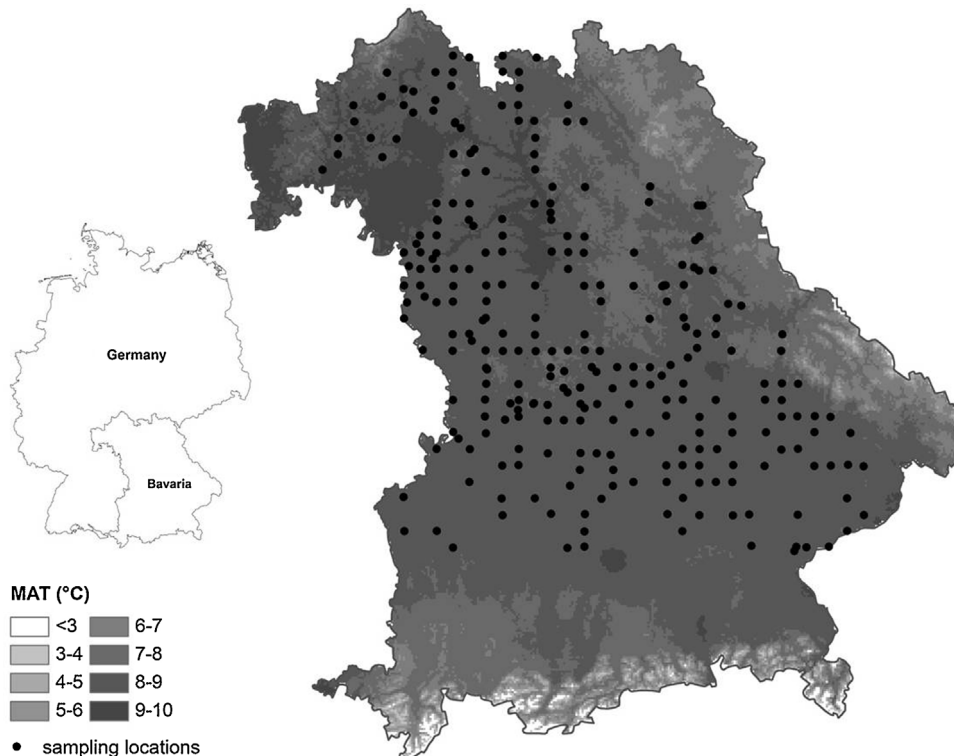 Germany
Bavaria
MAT (°C)
<3 6-7
3-4 7-8
4-5 8-9
5-6 9-10
sampling locations